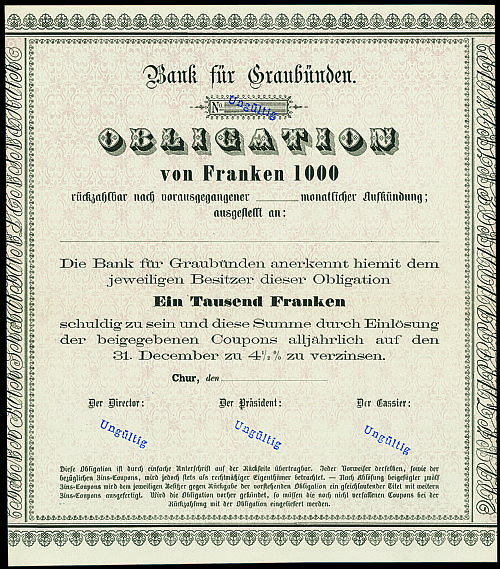 Bank für Graubünden.
No.
Ungültig
OBLIGATION
von Franken 1000
rückzahlbar nach vorausgegangener monatlicher Aufkündung;
ausgestellt an:
Die Bank für Graubünden anerkennt hiemit dem
jeweiligen Besitzer dieser Obligation
Ein Tausend Franken
schuldig zu sein und diese Summe durch Einlösung
der beigegebenen Coupons alljährlich auf den
31. December zu 4½% zu verzinsen.
Chur, den
Der Director: Der Präsident: Der Cassier:
Ungültig Ungültig Ungültig
Diese Obligation ist durch einfache Unterschrift auf der Rückseite übertragbar. Jeder Vorweiser derselben, sowie der
bezüglichen Zins-Coupons, wird jedoch stets als rechtmäßiger Eigenthümer betrachtet. — Nach Ablösung beigefügter zwölf
Zins-Coupons wird dem jeweiligen Besitzer gegen Rückgabe der vorstehenden Obligation ein gleichlautender Titel mit weitern
Zins-Coupons ausgefertigt. Wird die Obligation vorher gekündet, so müssen die noch nicht verfallenen Coupons bei der
Rückzahlung mit der Obligation eingeliefert werden.